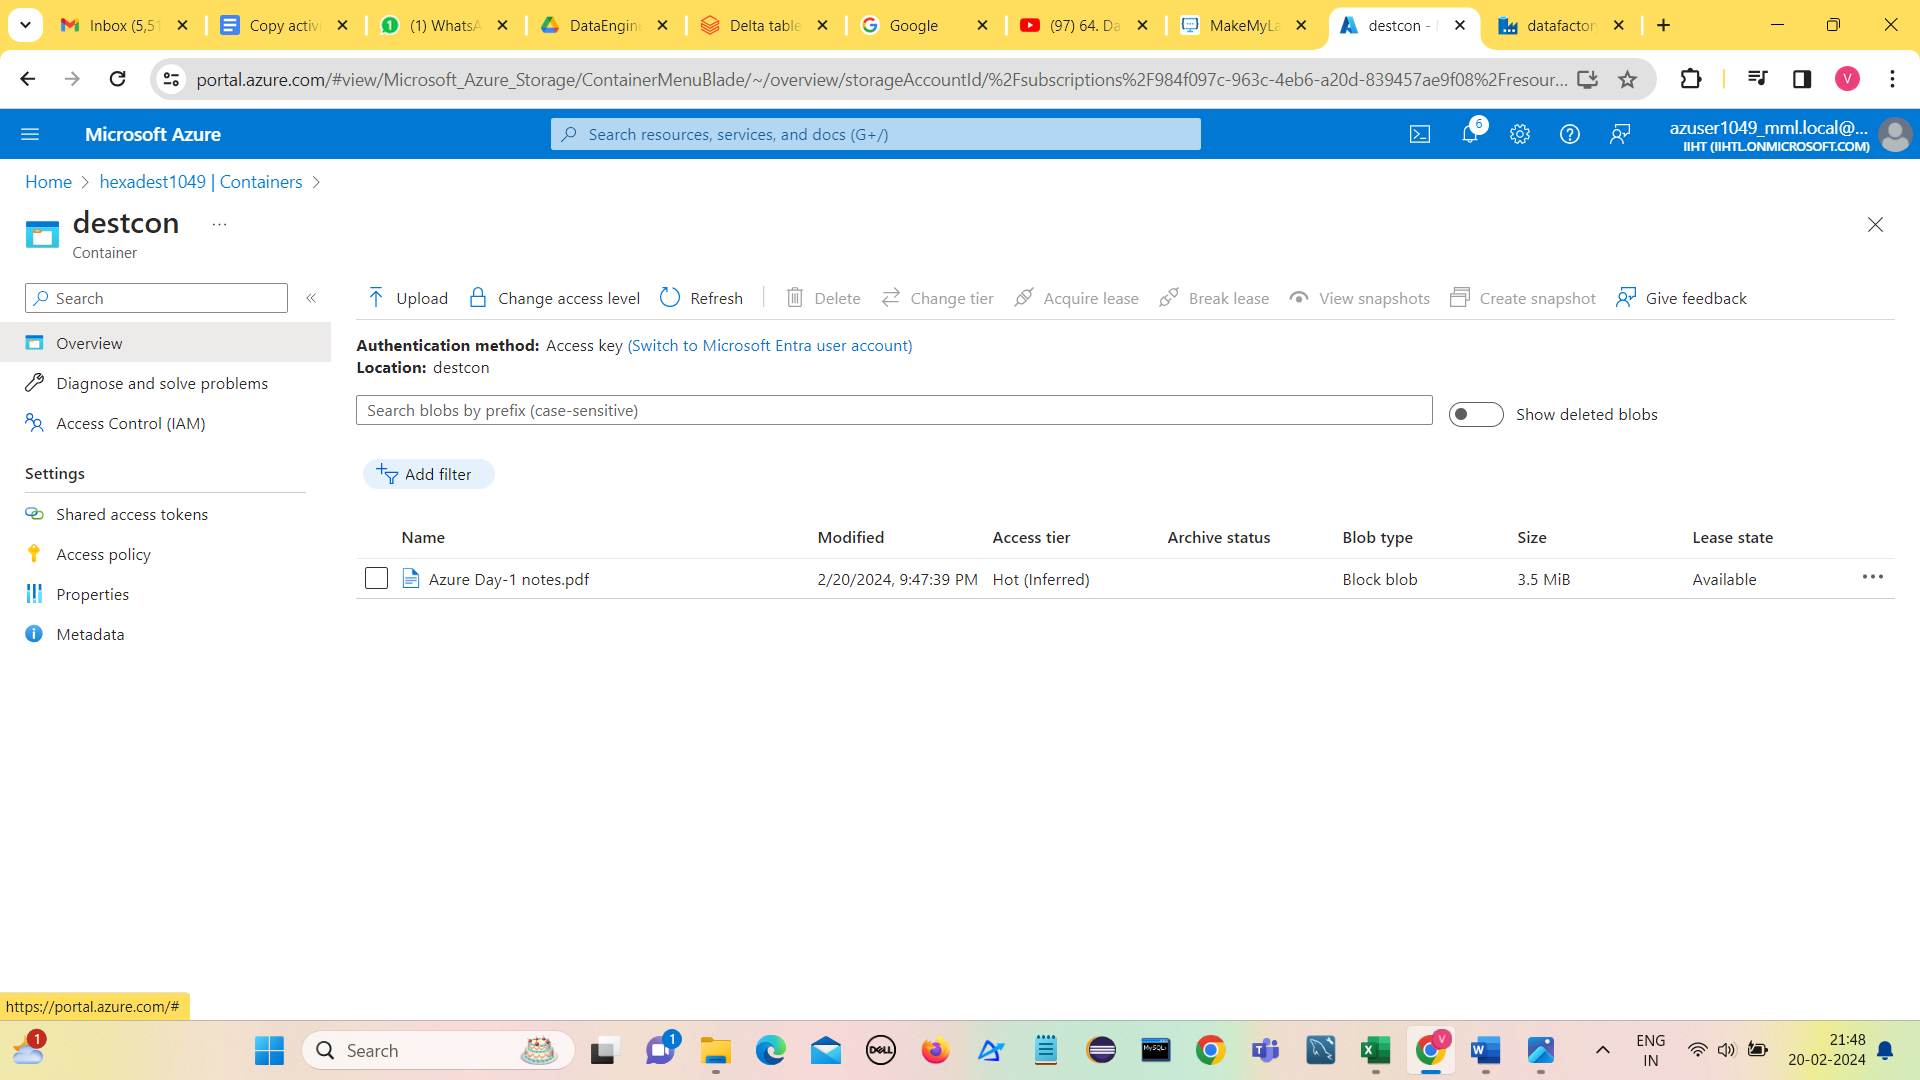 Inbox (5,51
Copy activi
(1) WhatsA
DataEngine
Delta table
Google
(97) 64. Da
MakeMyLa
destcon -
datafactory
portal.azure.com/#view/Microsoft_Azure_Storage/ContainerMenuBlade/~/overview/storageAccountId/%2Fsubscriptions%2F984f097c-963c-4eb6-a20d-839457ae9f08%2Fresour...
V
Microsoft Azure
Search resources, services, and docs (G+/)
6
azuser1049_mml.local@...
IIHT (IIHTL.ONMICROSOFT.COM)
Home > hexadest1049 | Containers >
destcon ...
Container
Search
«
Upload
Change access level
Refresh
Delete
Change tier
Acquire lease
Break lease
View snapshots
Create snapshot
Give feedback
Overview
Diagnose and solve problems
Access Control (IAM)
Settings
Shared access tokens
Access policy
Properties
Metadata
Authentication method: Access key (Switch to Microsoft Entra user account)
Location: destcon
Search blobs by prefix (case-sensitive)
Show deleted blobs
Add filter
Name Modified Access tier Archive status Blob type Size Lease state
Azure Day-1 notes.pdf 2/20/2024, 9:47:39 PM Hot (Inferred) Block blob 3.5 MiB Available ...
https://portal.azure.com/#
1
Search
1
DELL
MySQL
V
ENG
IN
21:48
20-02-2024